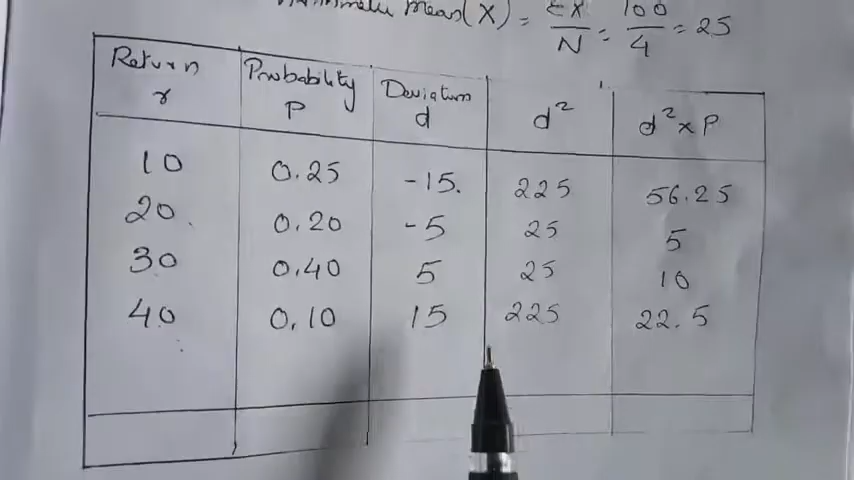 mean (X) = ΣX/N = 100/4 = 25
Return r | Probability P | Deviation d | d² | d² x P
10 | 0.25 | -15. | 225 | 56.25
20 | 0.20 | -5 | 25 | 5
30 | 0.40 | 5 | 25 | 10
40 | 0.10 | 15 | 225 | 22.5